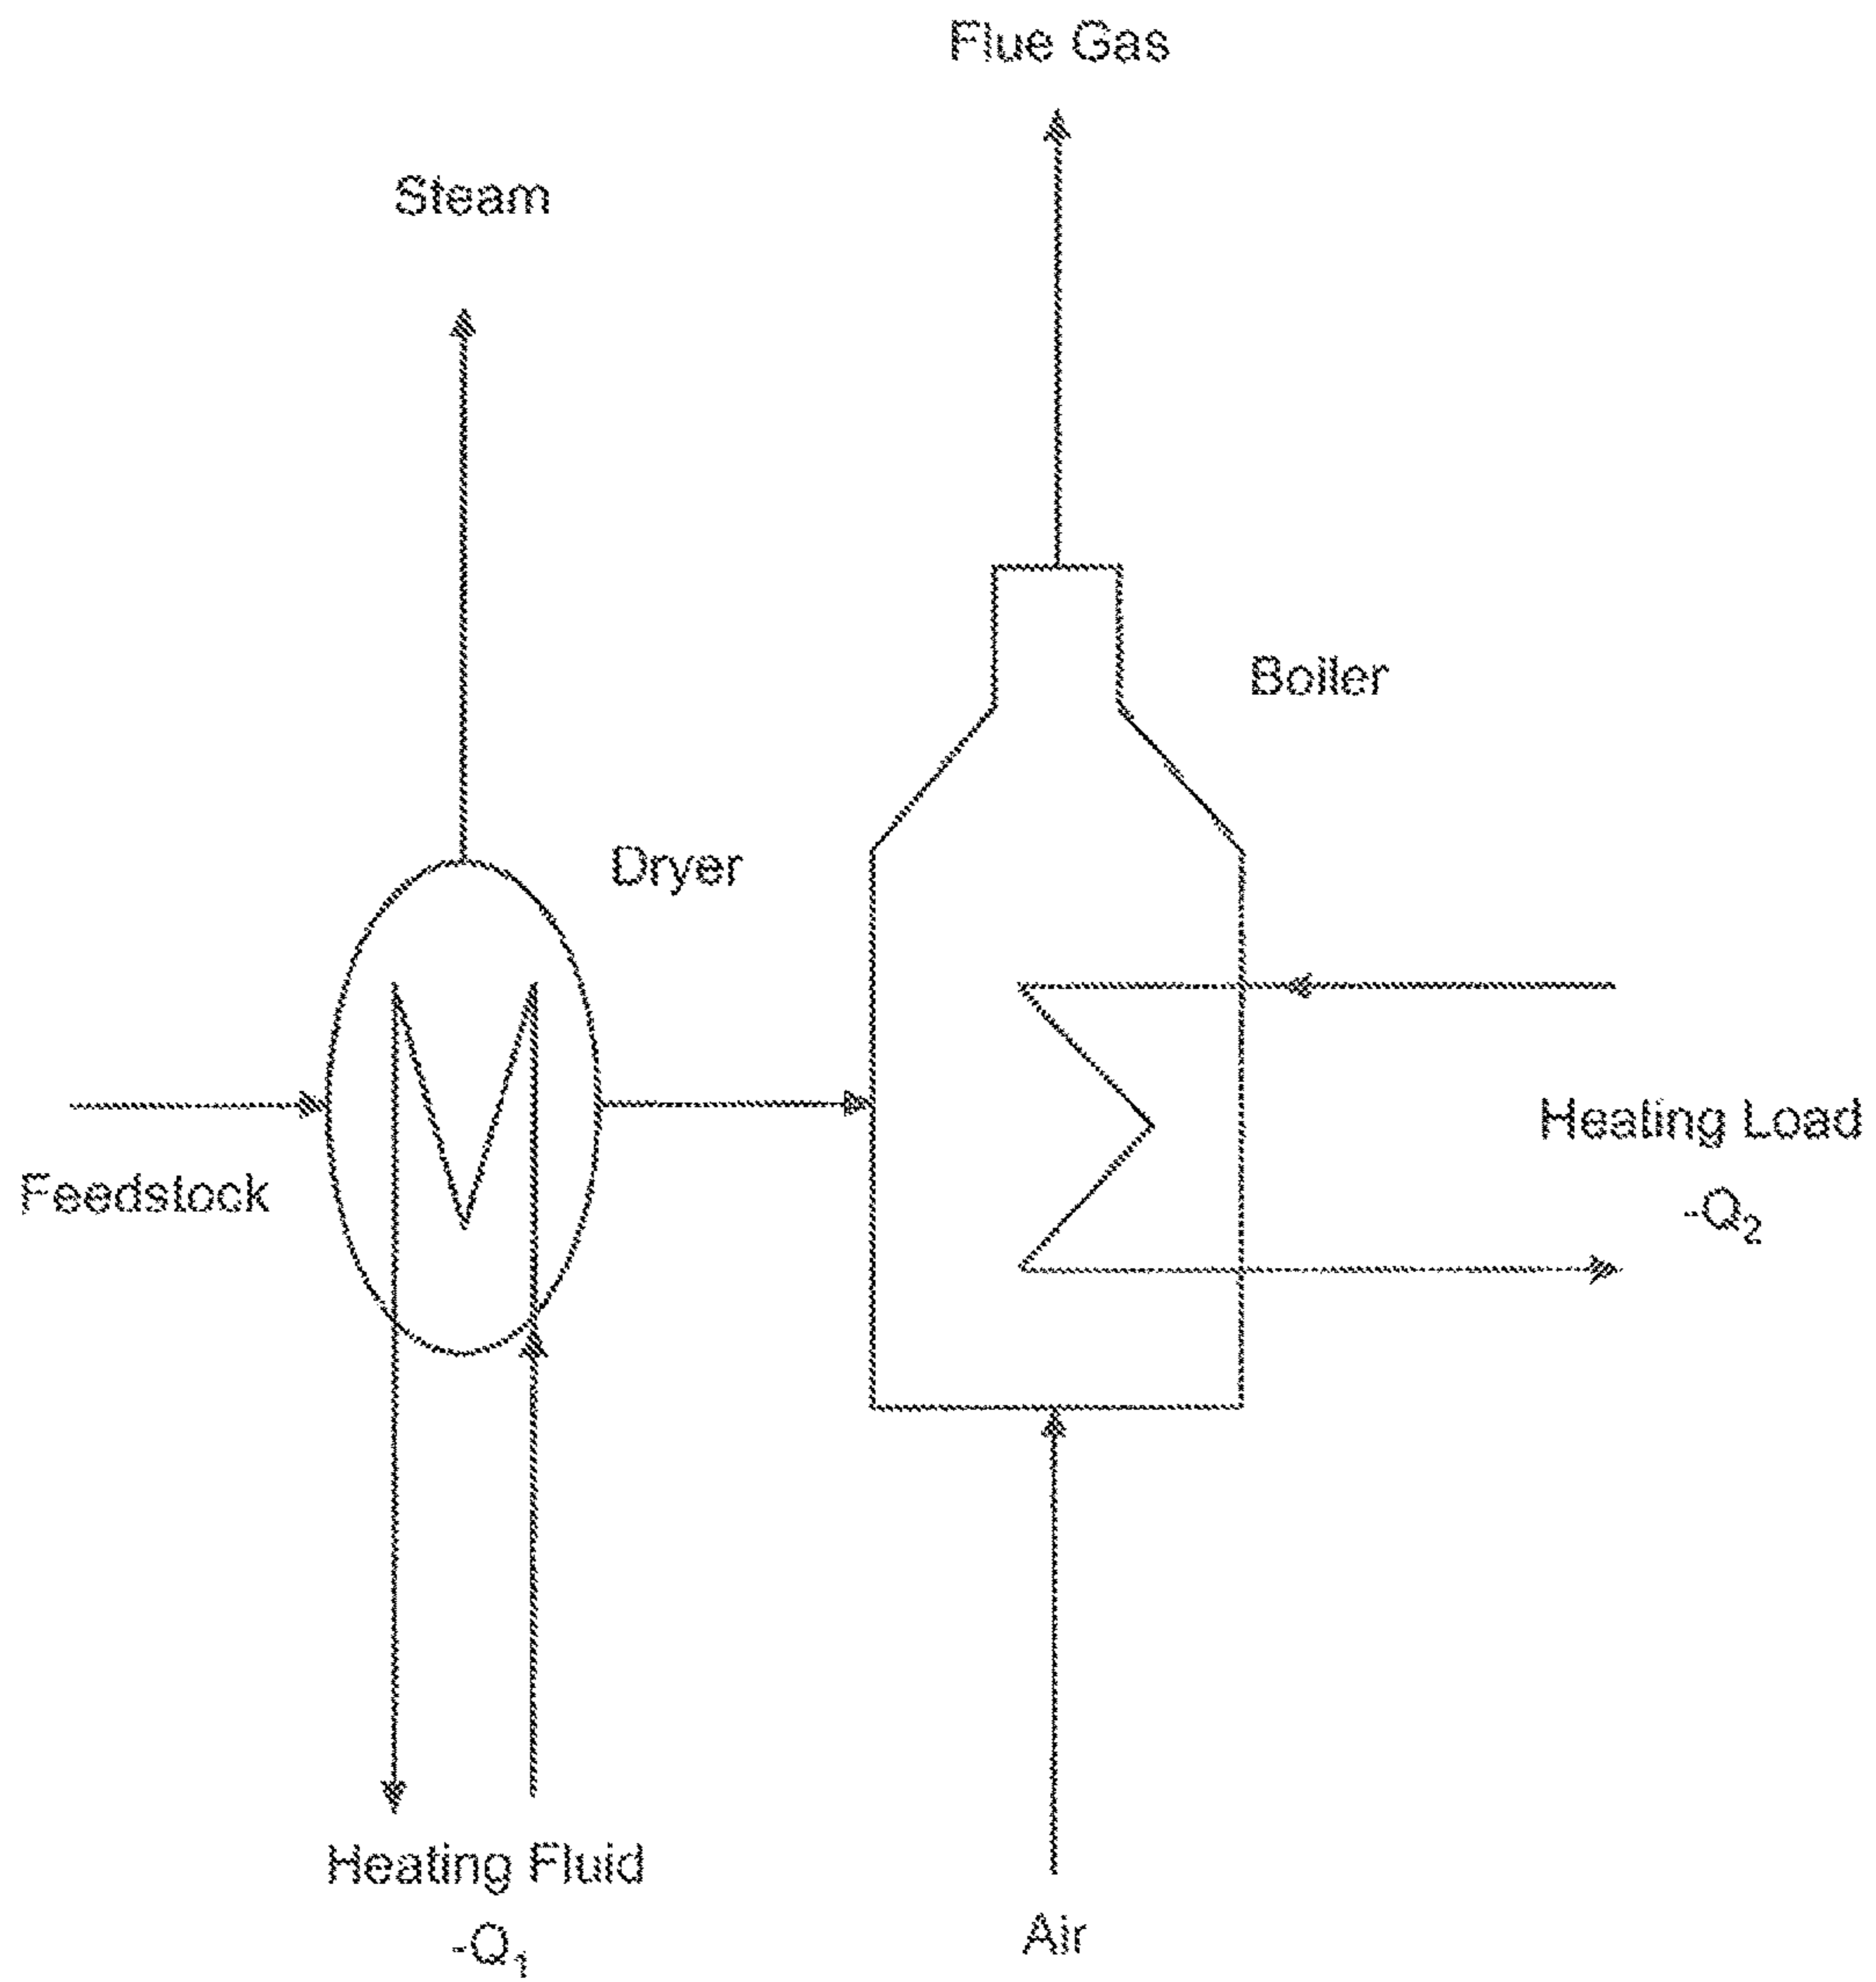 Flue Gas
Steam
Boiler
Dryer
Heating Load
-Q₂
Feedstock
Heating Fluid
-Q₁
Air